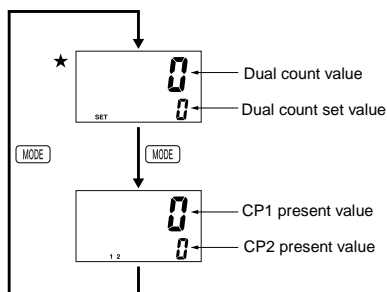 ★
0
Dual count value
0
Dual count set value
SET
MODE
MODE
0
CP1 present value
0
CP2 present value
1 2